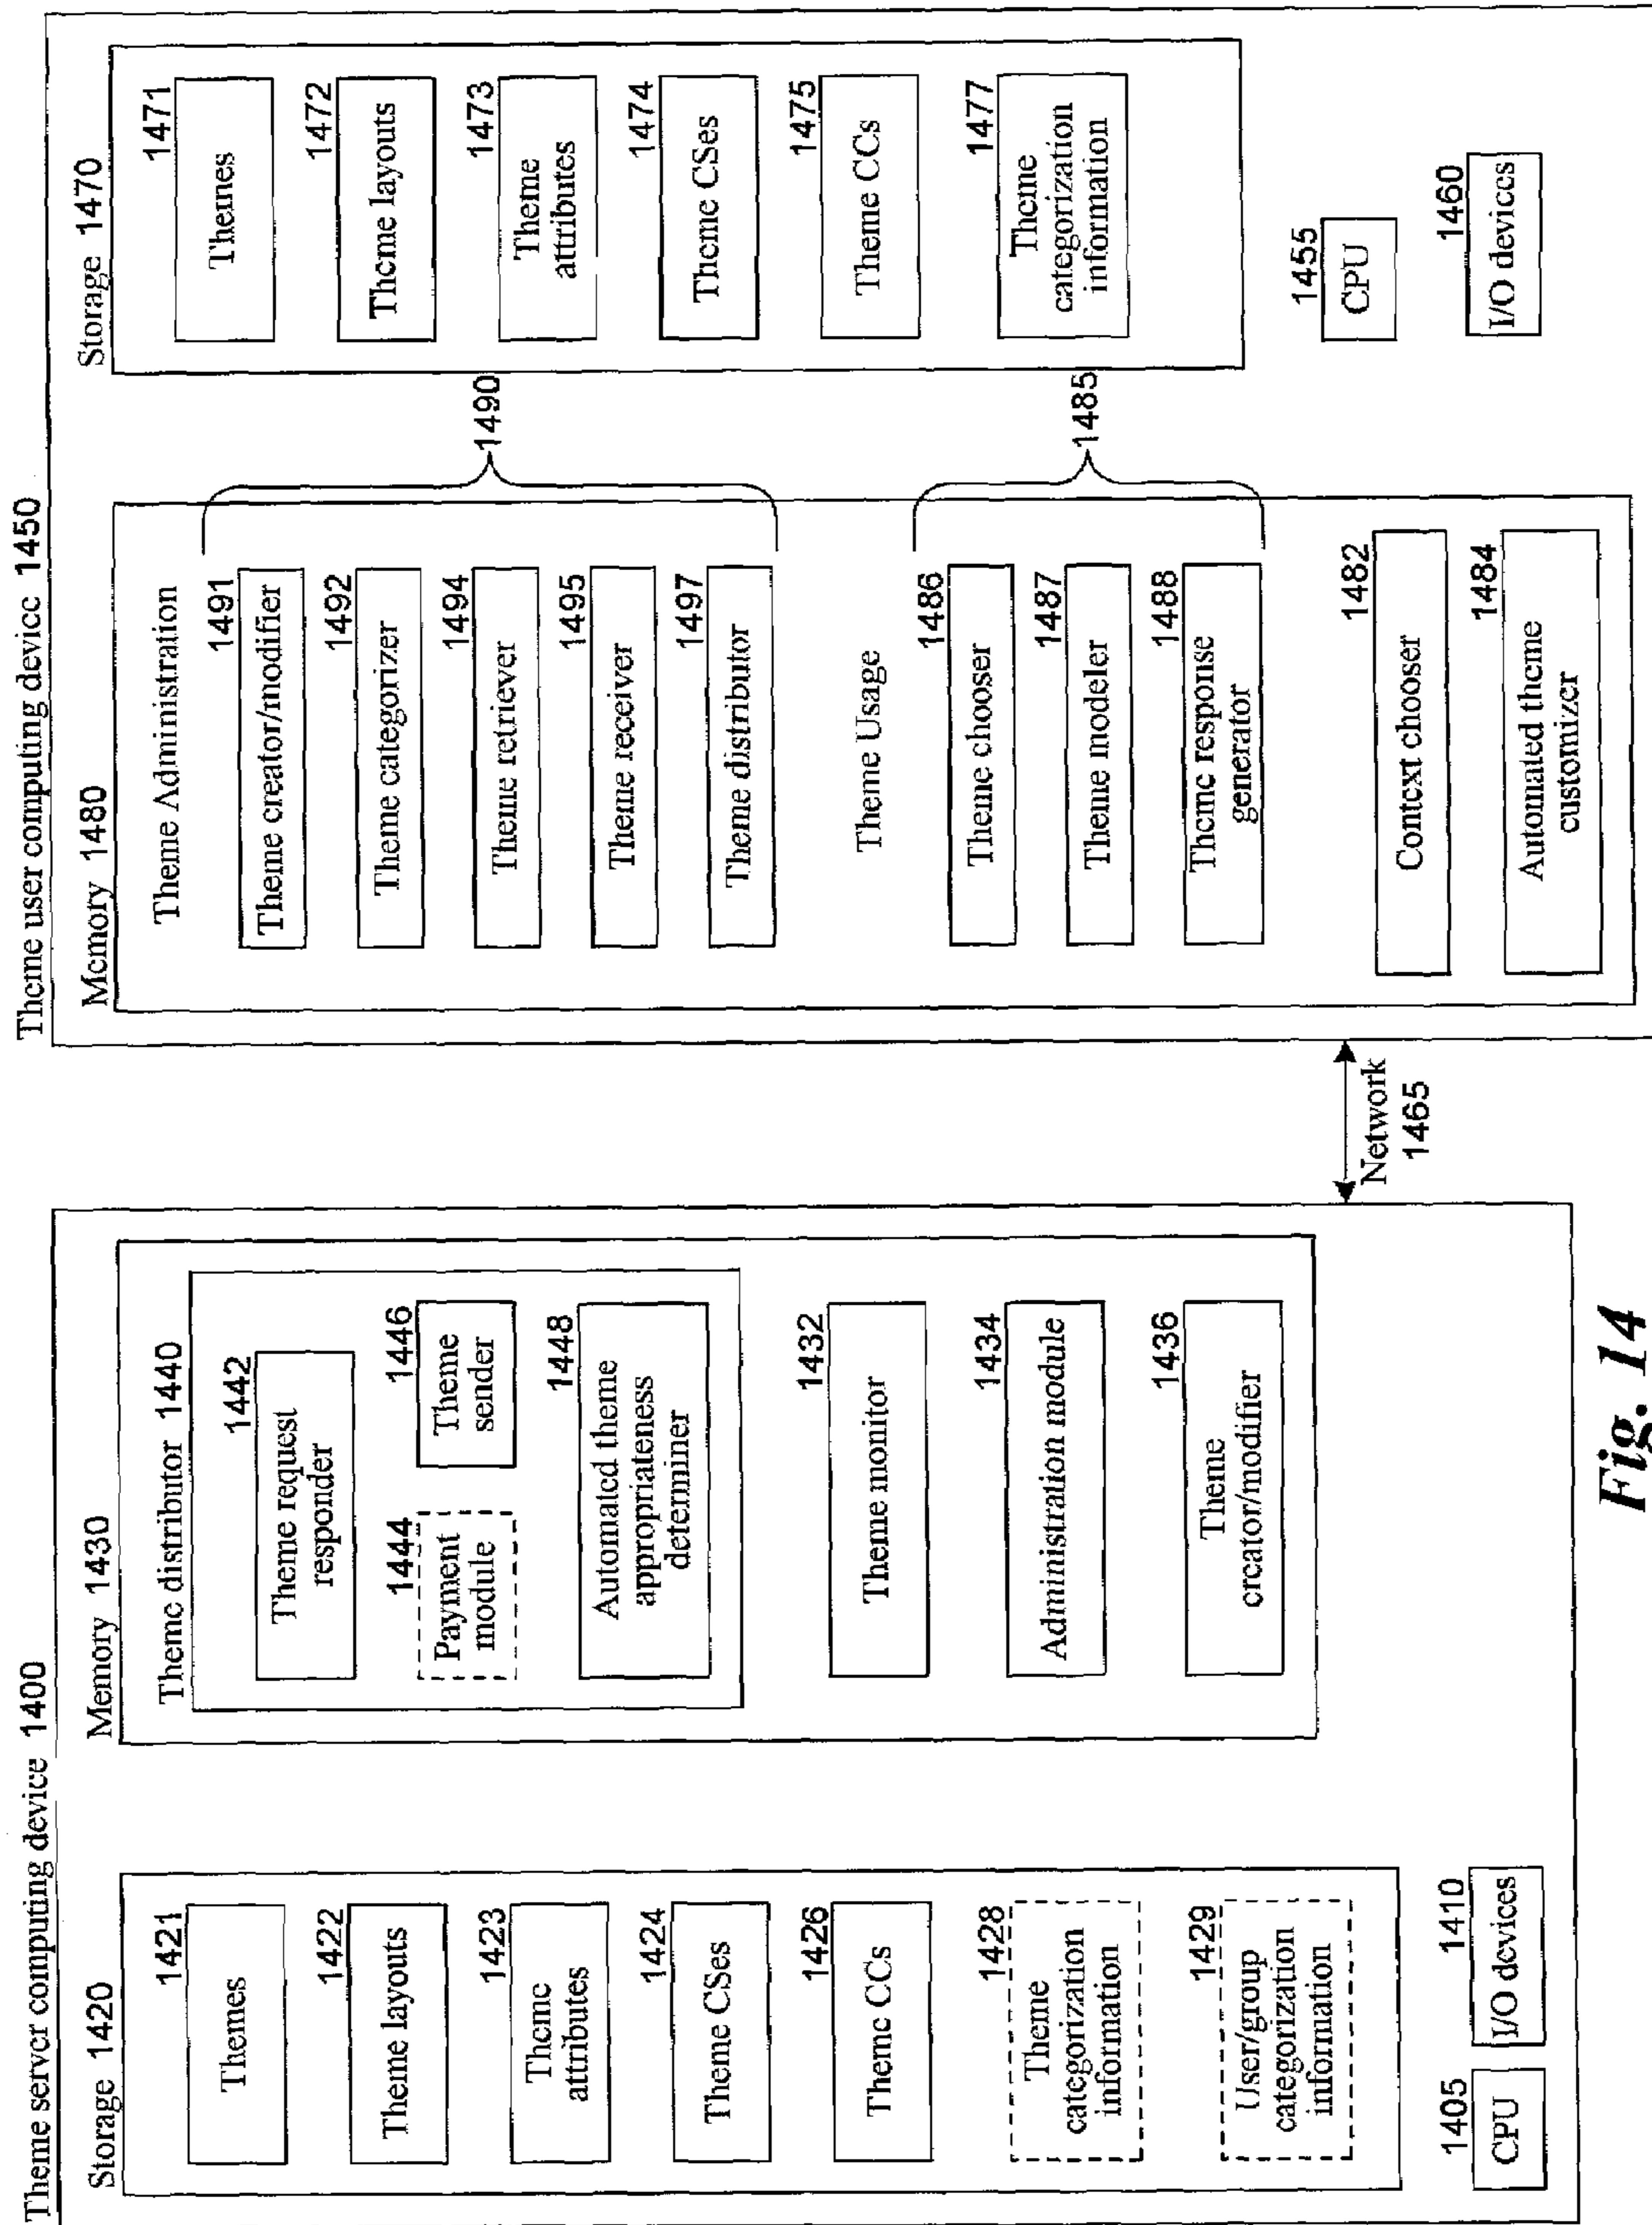 Theme server computing device 1400
Storage 1420
1421
Themes
1422
Theme layouts
1423
Theme
attributes
1424
Theme CSes
1426
Theme CCs
1428
Theme
categorization
information
1429
User/group
categorization
information
1405
CPU
1410
I/O devices
Memory 1430
Theme distributor 1440
1442
Theme request
responder
1444
Payment
module
1446
Theme
sender
1448
Automated theme
appropriateness
determiner
1432
Theme monitor
1434
Administration module
1436
Theme
creator/modifier
Network
1465
Theme user computing device 1450
Memory 1480
Theme Administration
1491
Theme creator/modifier
1492
Theme categorizer
1494
Theme retriever
1495
Theme receiver
1497
Theme distributor
1490
Theme Usage
1486
Theme chooser
1487
Theme modeler
1488
Theme response
generator
1485
1482
Context chooser
1484
Automated theme
customizer
Storage 1470
1471
Themes
1472
Theme layouts
1473
Theme
attributes
1474
Theme CSes
1475
Theme CCs
1477
Theme
categorization
information
1455
CPU
1460
I/O devices
Fig. 14